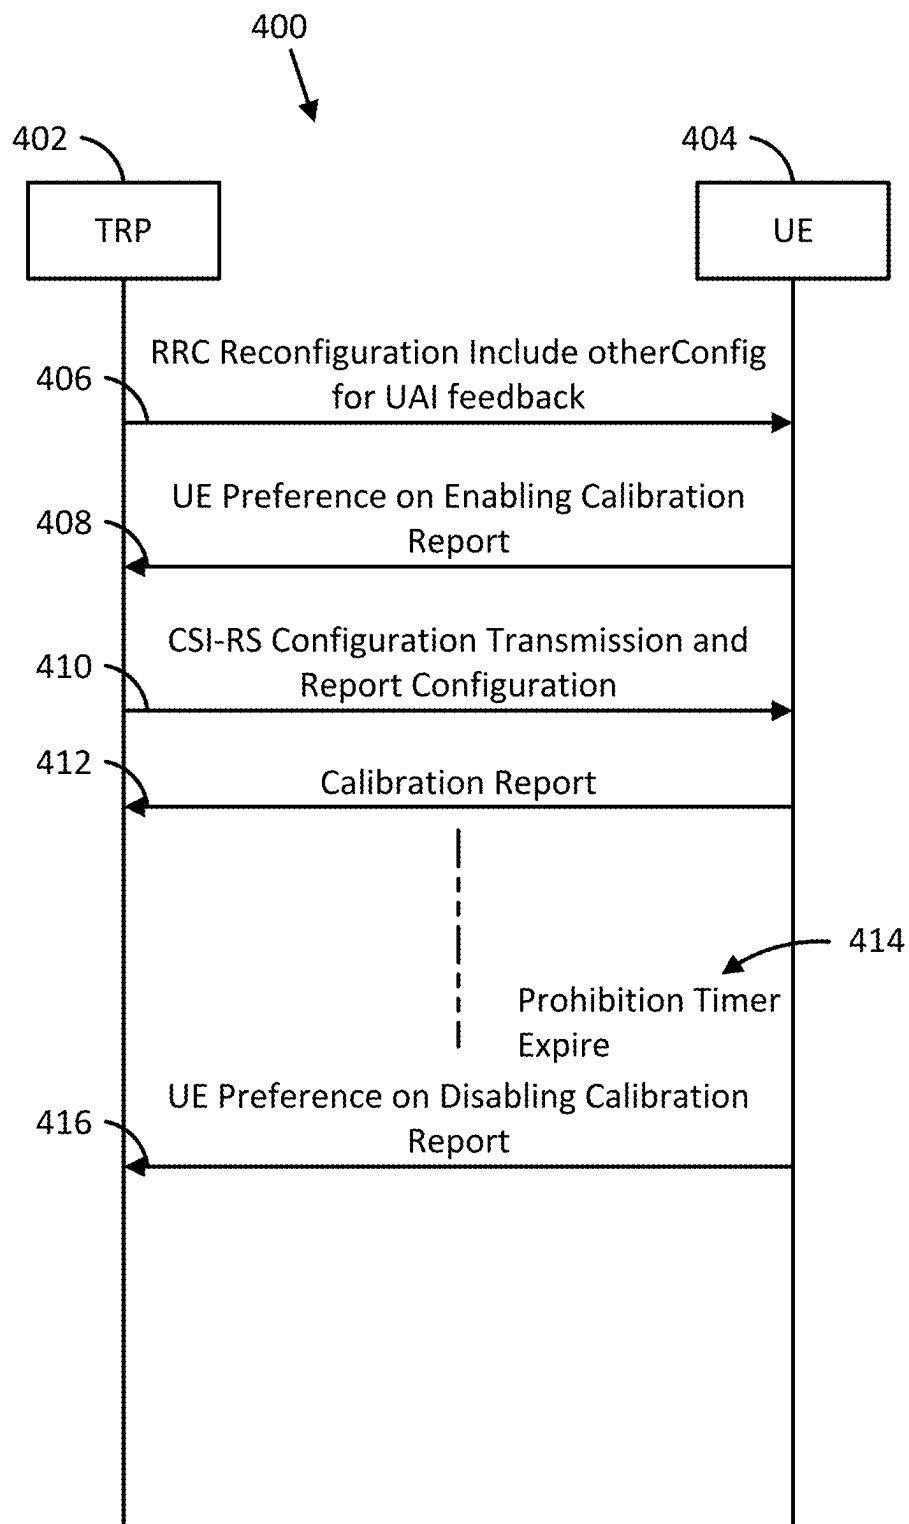 400
402
404
TRP
UE
RRC Reconfiguration Include otherConfig
406
for UAI feedback
UE Preference on Enabling Calibration
408
Report
CSI-RS Configuration Transmission and
410
Report Configuration
412
Calibration Report
414
Prohibition Timer
Expire
UE Preference on Disabling Calibration
416
Report